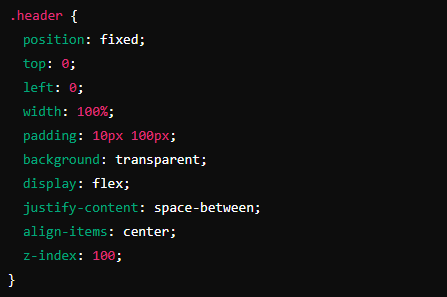 .header {
  position: fixed;
  top: 0;
  left: 0;
  width: 100%;
  padding: 10px 100px;
  background: transparent;
  display: flex;
  justify-content: space-between;
  align-items: center;
  z-index: 100;
}